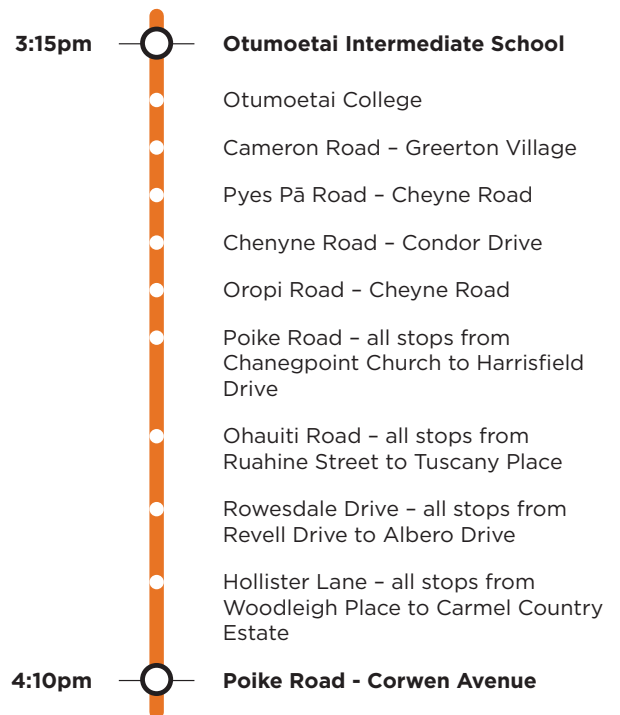 3:15pm Otumoetai Intermediate School
Otumoetai College
Cameron Road – Greerton Village
Pyes Pā Road – Cheyne Road
Chenyne Road – Condor Drive
Oropi Road – Cheyne Road
Poike Road – all stops from
Chanegpoint Church to Harrisfield
Drive
Ohauiti Road – all stops from
Ruahine Street to Tuscany Place
Rowesdale Drive – all stops from
Revell Drive to Albero Drive
Hollister Lane – all stops from
Woodleigh Place to Carmel Country
Estate
4:10pm Poike Road - Corwen Avenue